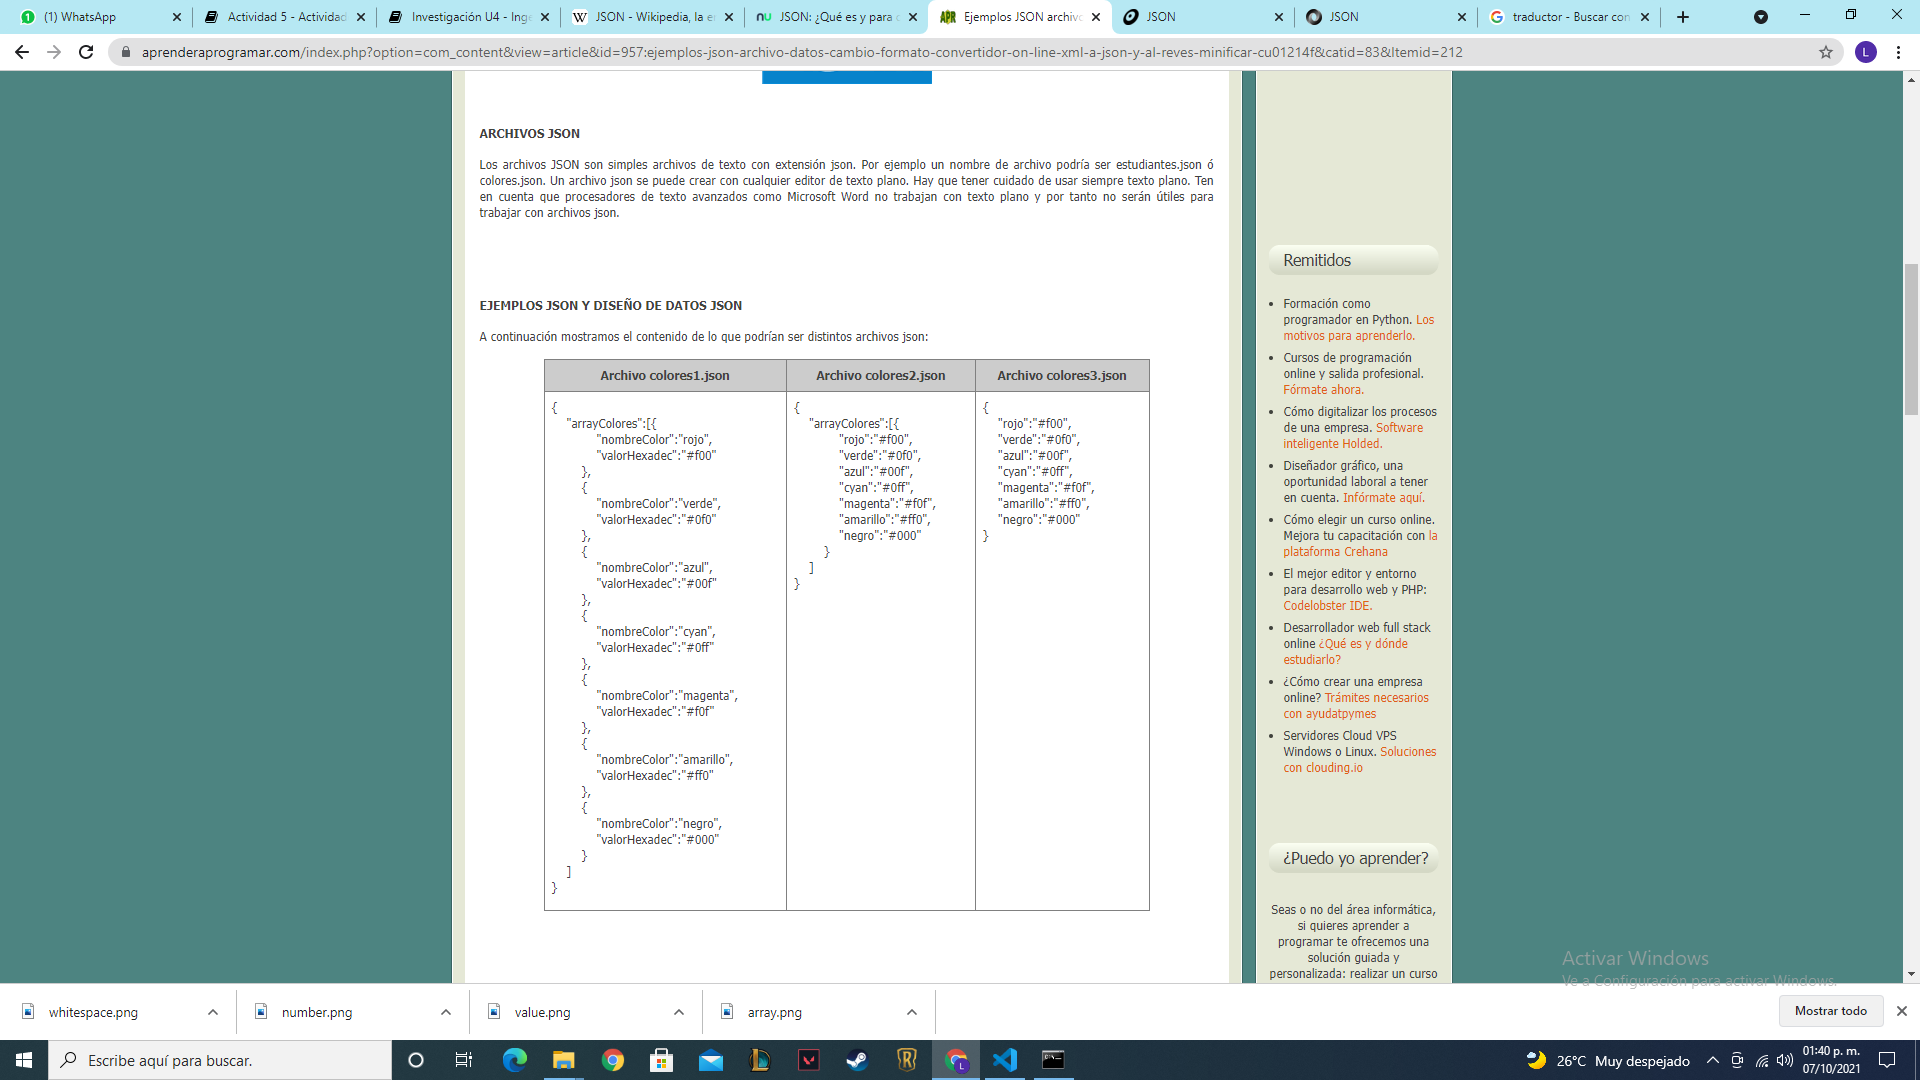 (1) WhatsApp
Actividad 5 - Actividad
Investigación U4 - Inge
JSON - Wikipedia, la e
JSON: ¿Qué es y para
Ejemplos JSON archivo
JSON
JSON
traductor - Buscar con
aprenderaprogramar.com/index.php?option=com_content&view=article&id=957:ejemplos-json-archivo-datos-cambio-formato-convertidor-on-line-xml-a-json-y-al-reves-minificar-cu01214f&catid=83&Itemid=212
L
ARCHIVOS JSON
Los archivos JSON son simples archivos de texto con extensión json. Por ejemplo un nombre de archivo podría ser estudiantes.json ó
colores.json. Un archivo json se puede crear con cualquier editor de texto plano. Hay que tener cuidado de usar siempre texto plano. Ten
en cuenta que procesadores de texto avanzados como Microsoft Word no trabajan con texto plano y por tanto no serán útiles para
trabajar con archivos json.
EJEMPLOS JSON Y DISEÑO DE DATOS JSON
A continuación mostramos el contenido de lo que podrían ser distintos archivos json:
Archivo colores1.json
{
"arrayColores":[{
"nombreColor":"rojo",
"valorHexadec":"#f00"
},
{
"nombreColor":"verde",
"valorHexadec":"#0f0"
},
{
"nombreColor":"azul",
"valorHexadec":"#00f"
},
{
"nombreColor":"cyan",
"valorHexadec":"#0ff"
},
{
"nombreColor":"magenta",
"valorHexadec":"#f0f"
},
{
"nombreColor":"amarillo",
"valorHexadec":"#ff0"
},
{
"nombreColor":"negro",
"valorHexadec":"#000"
}
]
}
Archivo colores2.json
{
"arrayColores":[{
"rojo":"#f00",
"verde":"#0f0",
"azul":"#00f",
"cyan":"#0ff",
"magenta":"#f0f",
"amarillo":"#ff0",
"negro":"#000"
}
]
}
Archivo colores3.json
{
"rojo":"#f00",
"verde":"#0f0",
"azul":"#00f",
"cyan":"#0ff",
"magenta":"#f0f",
"amarillo":"#ff0",
"negro":"#000"
}
Remitidos
Formación como
programador en Python. Los
motivos para aprenderlo.
Cursos de programación
online y salida profesional.
Fórmate ahora.
Cómo digitalizar los procesos
de una empresa. Software
inteligente Holded.
Diseñador gráfico, una
oportunidad laboral a tener
en cuenta. Infórmate aquí.
Cómo elegir un curso online.
Mejora tu capacitación con la
plataforma Crehana
El mejor editor y entorno
para desarrollo web y PHP:
Codelobster IDE.
Desarrollador web full stack
online ¿Qué es y dónde
estudiarlo?
¿Cómo crear una empresa
online? Trámites necesarios
con ayudatpymes
Servidores Cloud VPS
Windows o Linux. Soluciones
con clouding.io
¿Puedo yo aprender?
Seas o no del área informática,
si quieres aprender a
programar te ofrecemos una
solución guiada y
personalizada: realizar un curso
Activar Windows
Ve a Configuración para activar Windows.
whitespace.png
number.png
value.png
array.png
Mostrar todo
Escribe aquí para buscar.
26°C Muy despejado
01:40 p. m.
07/10/2021